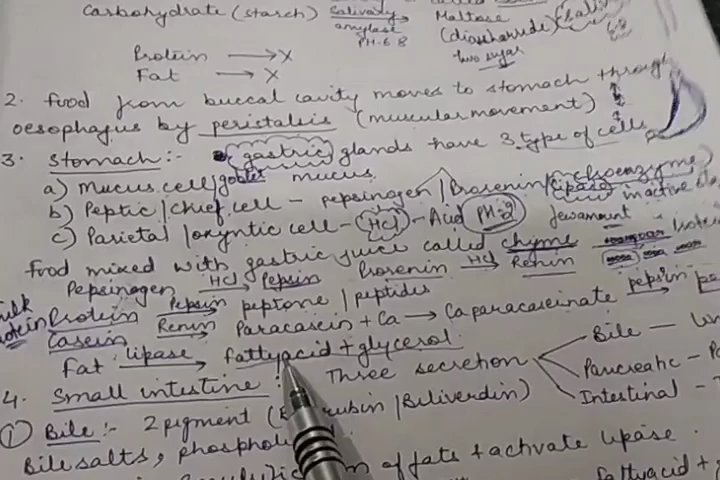 Carbohydrate (starch) Salivary amylase PH-6.8 → Maltose (disaccharide) two sugar
Protein → X
Fat → X
2. food from buccal cavity moves to stomach through
oesophagus by peristalsis (muscular movement)
3. Stomach :- gastric glands have 3 type of cells
a) Mucus cell/goblet mucus
b) Peptic/chief cell - pepsinogen/Prorenin/
c) Parietal/oxyntic cell - HCl - Acid PH-2 few amount
in inactive
food mixed with gastric juice called chyme
Pepsinogen HCl → Pepsin Prorenin HCl → Renin
Protein Pepsin → peptone/peptides
Casein Renin → Paracasein + Ca → Ca paracaseinate pepsin
Fat lipase → fattyacid + glycerol
4. Small intestine : Three secretion
Bile -
Pancreatic -
Intestinal -
① Bile :- 2 pigment (Biliverdin)
Bile salts,
of fats + activate lipase.
fattyacid +